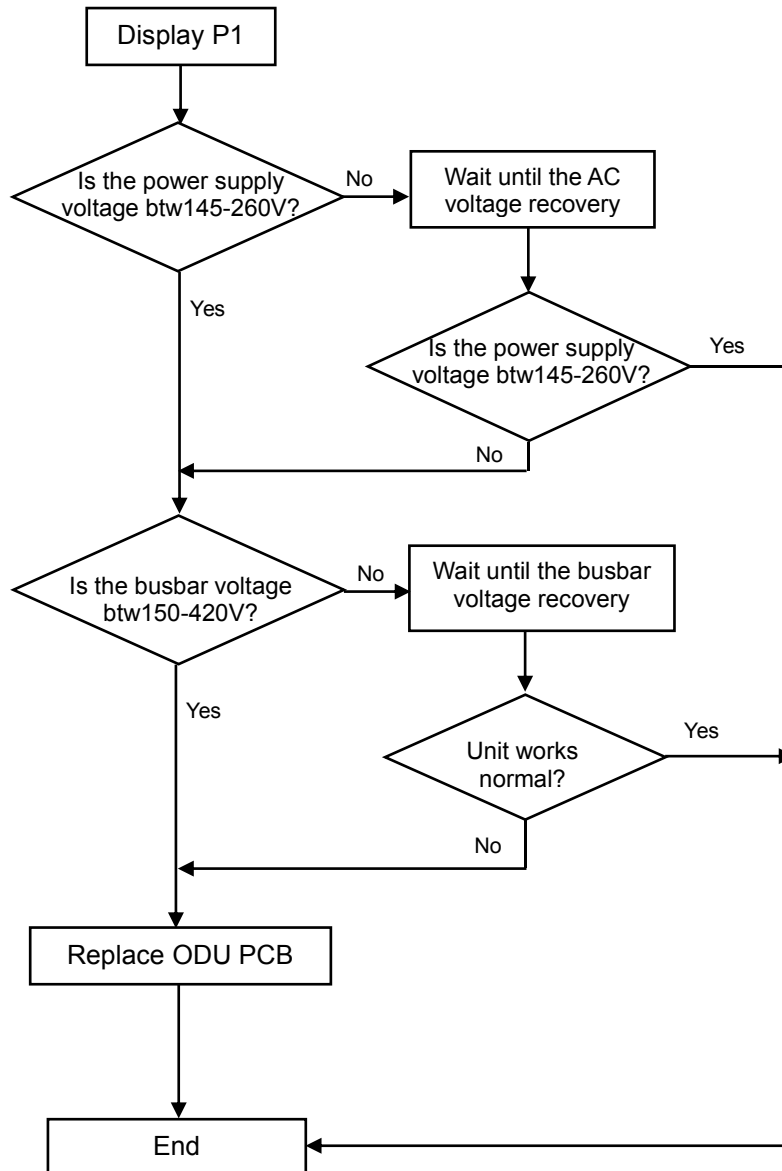 Display P1
Is the power supply
voltage btw145-260V?
No
Wait until the AC
voltage recovery
Yes
Is the power supply
voltage btw145-260V?
Yes
No
Is the busbar voltage
btw150-420V?
No
Wait until the busbar
voltage recovery
Yes
Unit works
normal?
Yes
No
Replace ODU PCB
End